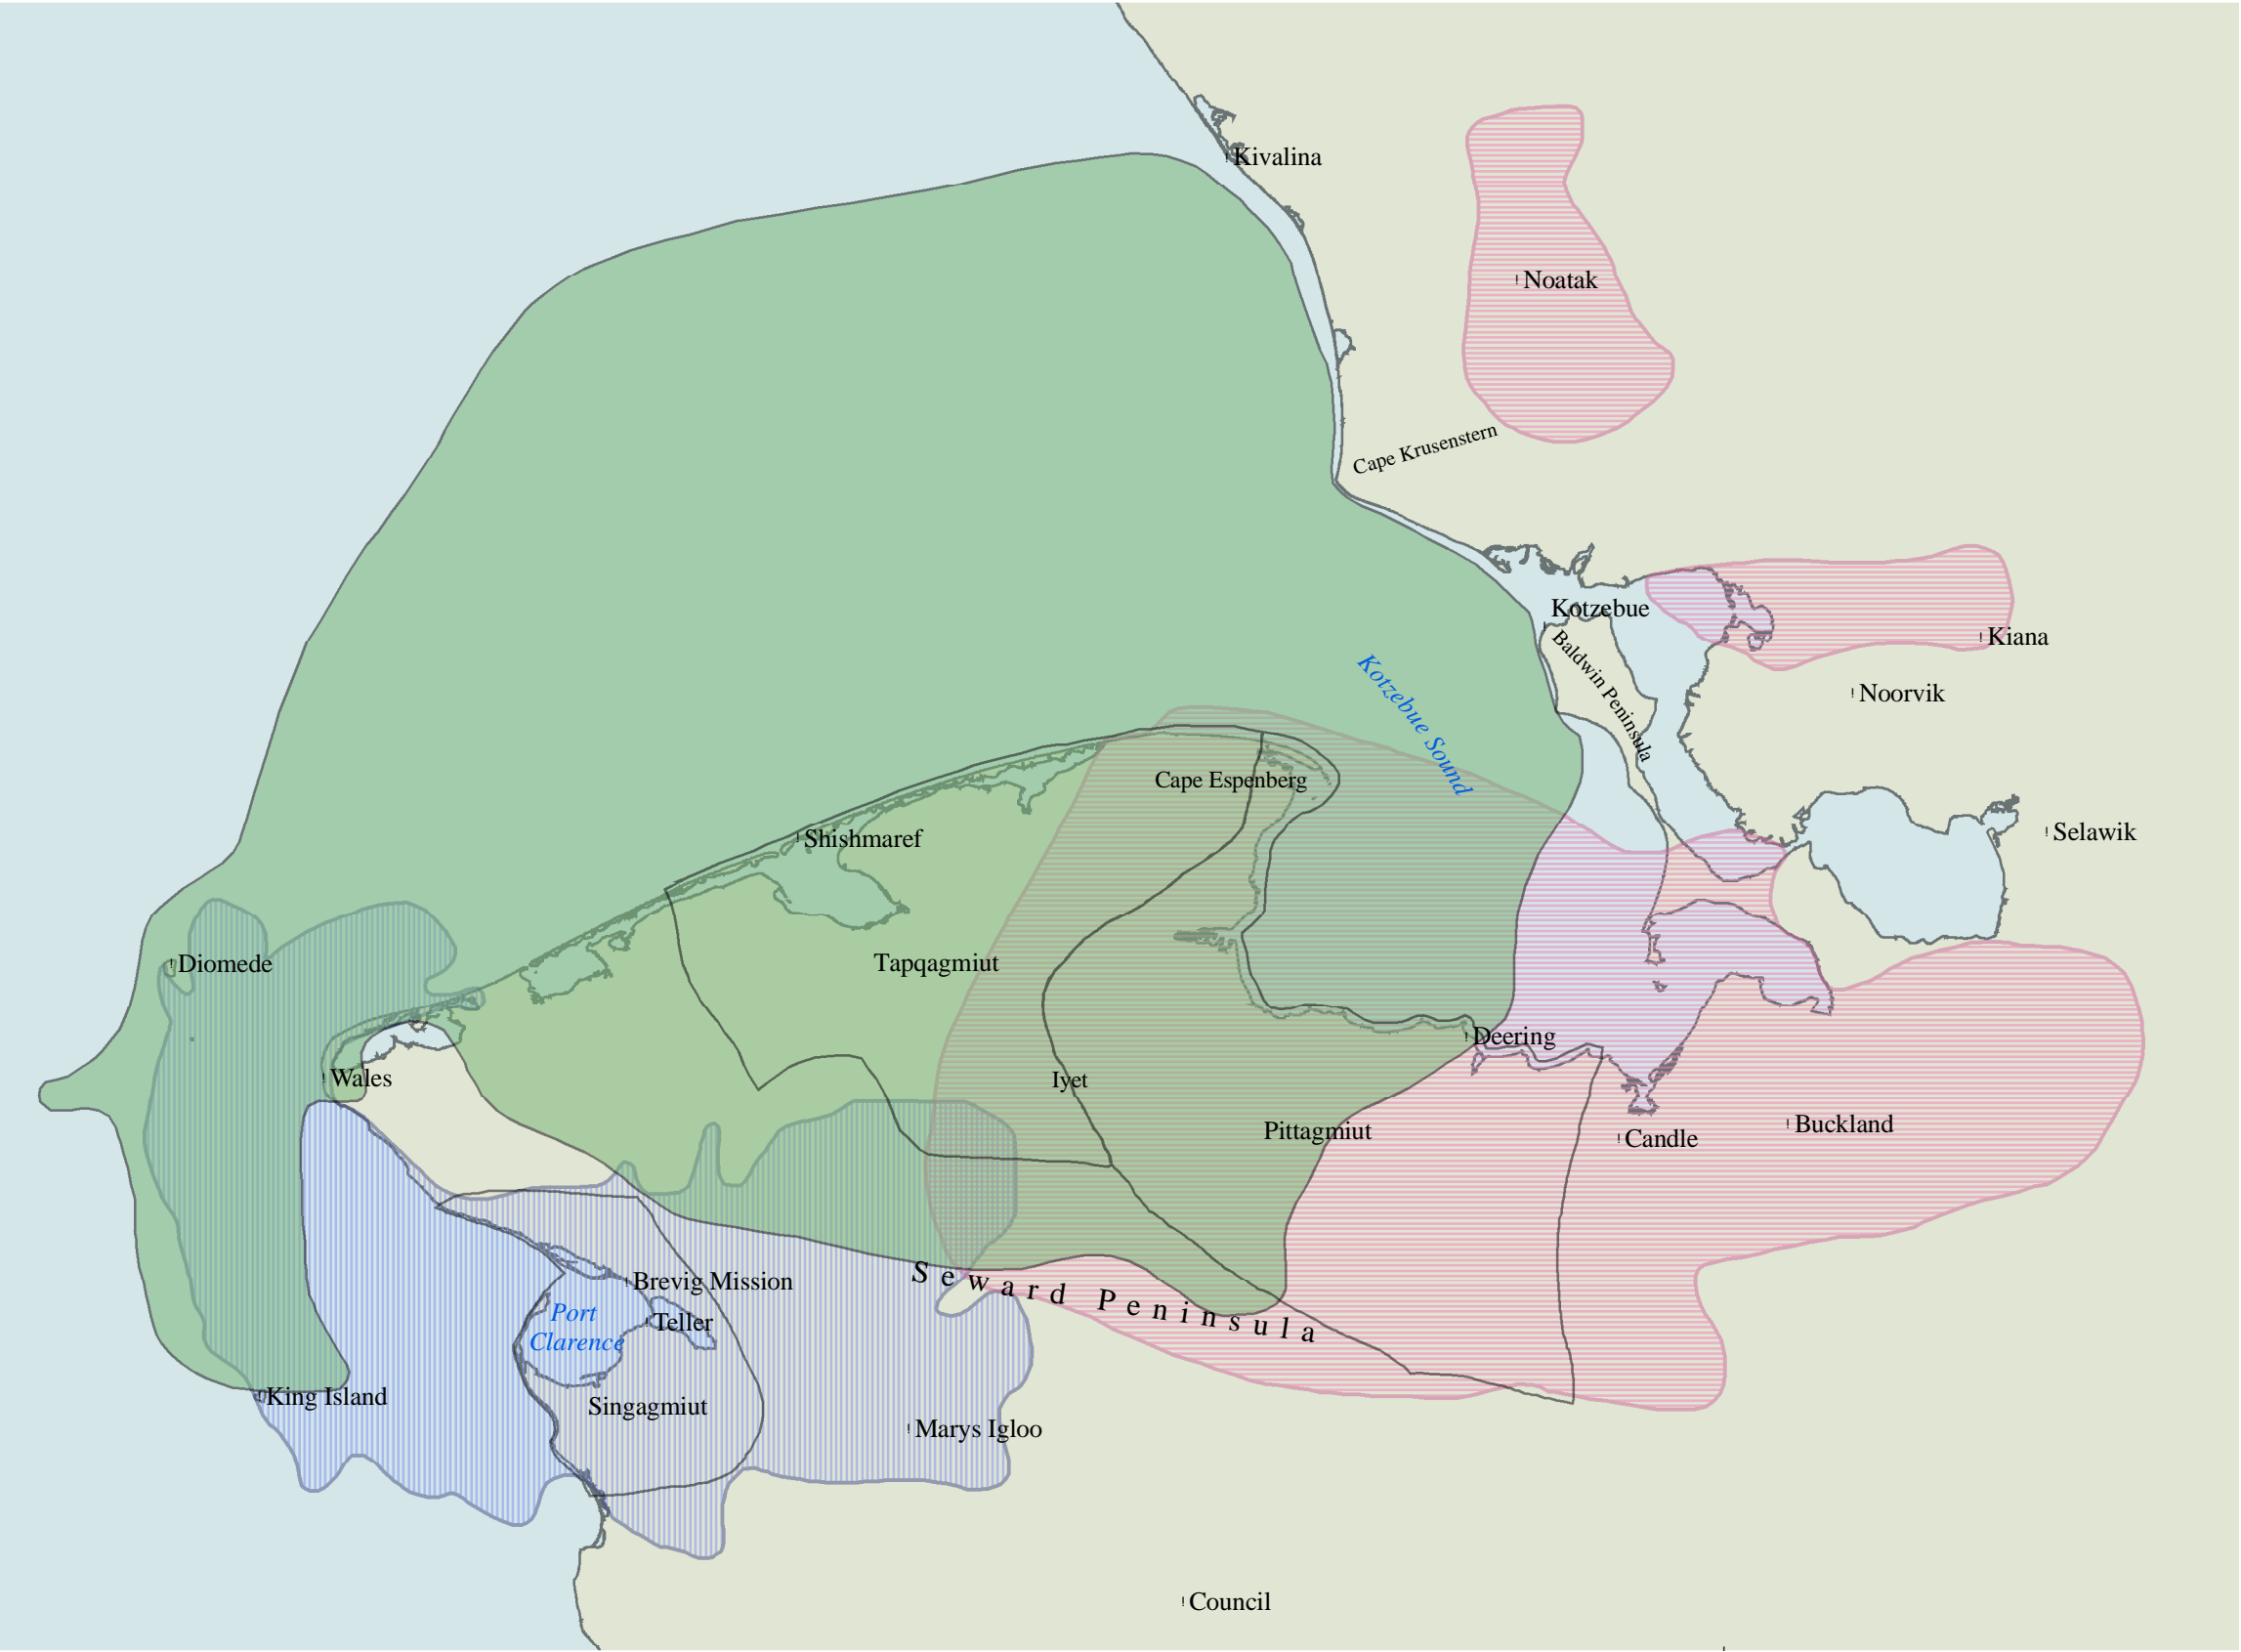 Kivalina
Noatak
Cape Krusenstern
Kotzebue
Baldwin Peninsula
Kiana
Kotzebue Sound
Noorvik
Cape Espenberg
Shishmaref
Selawik
Diomede
Tapqagmiut
Deering
Wales
Iyet
Pittagmiut
Candle
Buckland
Seward Peninsula
Brevig Mission
Port
Clarence
Teller
King Island
Singagmiut
Marys Igloo
Council